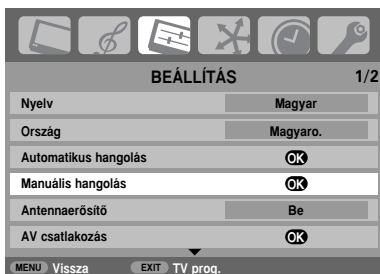 BEÁLLÍTÁS 1/2
Nyelv Magyar
Ország Magyaro.
Automatikus hangolás OK
Manuális hangolás OK
Antennaerősítő Be
AV csatlakozás OK
MENU Vissza EXIT TV prog.